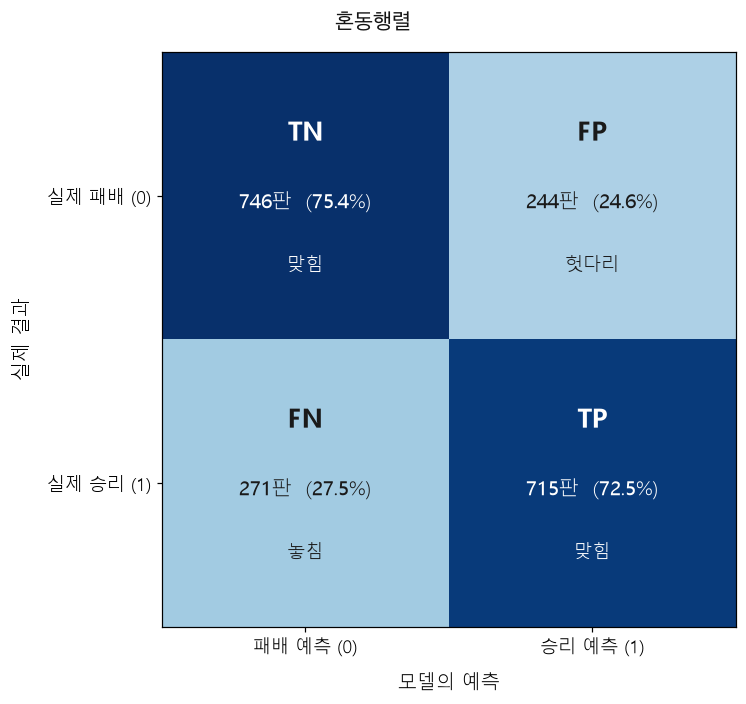 혼동행렬
TN
746판 (75.4%)
맞힘
FP
244판 (24.6%)
헛다리
실제 패배 (0)
실제 결과
FN
271판 (27.5%)
놓침
TP
715판 (72.5%)
맞힘
실제 승리 (1)
패배 예측 (0)
승리 예측 (1)
모델의 예측